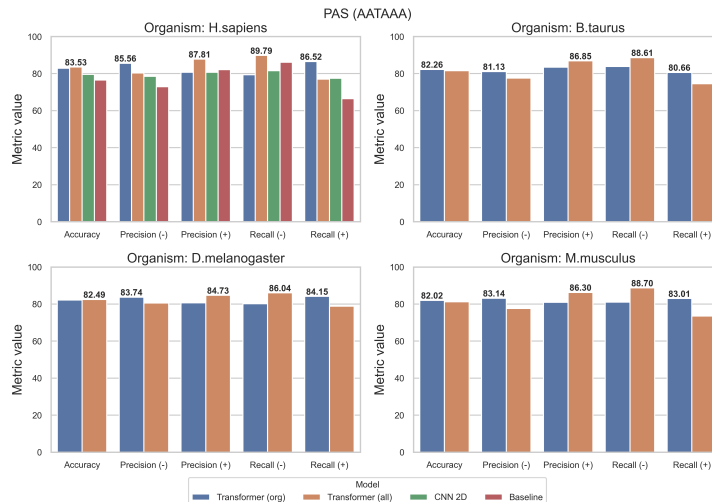 PAS (AATAAA)
Organism: H.sapiens
Metric value
100
80
60
40
20
0
83.53
85.56
87.81
89.79
86.52
Accuracy Precision (-) Precision (+) Recall (-) Recall (+)
Organism: B.taurus
Metric value
100
80
60
40
20
0
82.26
81.13
86.85
88.61
80.66
Accuracy Precision (-) Precision (+) Recall (-) Recall (+)
Organism: D.melanogaster
Metric value
100
80
60
40
20
0
82.49
83.74
84.73
86.04
84.15
Accuracy Precision (-) Precision (+) Recall (-) Recall (+)
Organism: M.musculus
Metric value
100
80
60
40
20
0
82.02
83.14
86.30
88.70
83.01
Accuracy Precision (-) Precision (+) Recall (-) Recall (+)
Model
Transformer (org) Transformer (all) CNN 2D Baseline